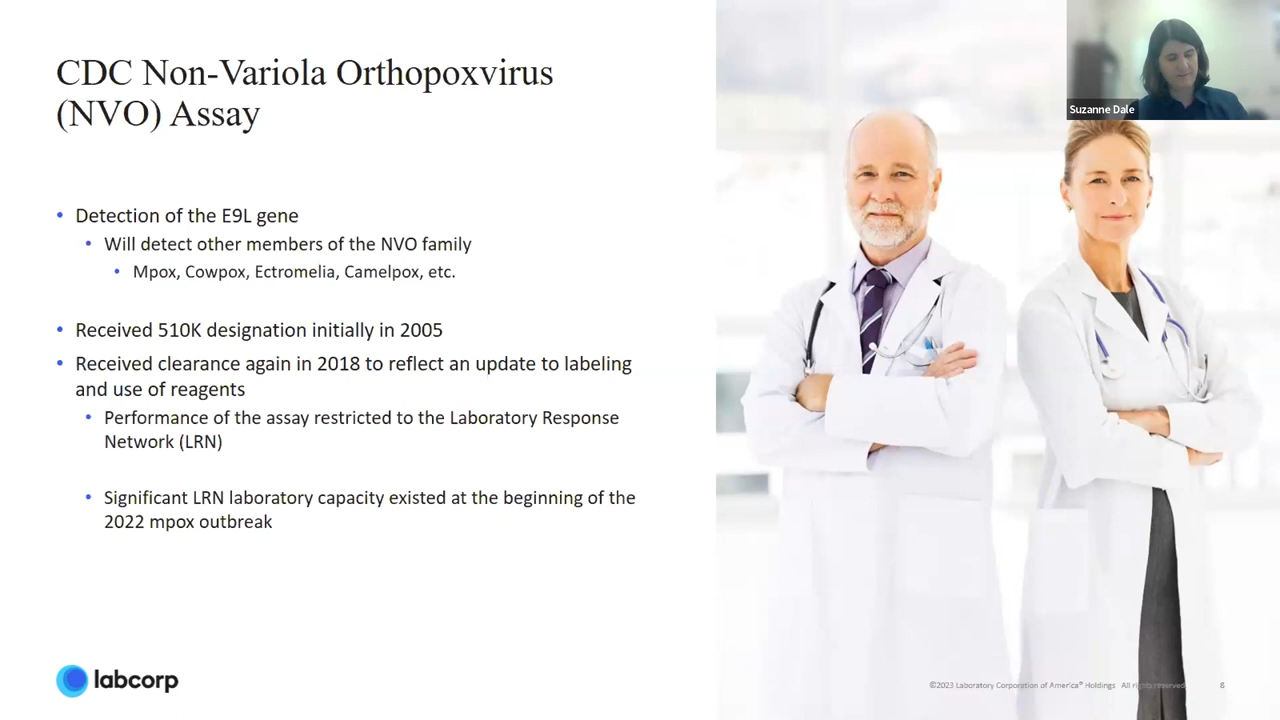 CDC Non-Variola Orthopoxvirus
(NVO) Assay
Suzanne Dale
• Detection of the E9L gene
• Will detect other members of the NVO family
• Mpox, Cowpox, Ectromelia, Camelpox, etc.
• Received 510K designation initially in 2005
• Received clearance again in 2018 to reflect an update to labeling
and use of reagents
• Performance of the assay restricted to the Laboratory Response
Network (LRN)
• Significant LRN laboratory capacity existed at the beginning of the
2022 mpox outbreak
labcorp
©2023 Laboratory Corporation of America® Holdings All rights reserved
8